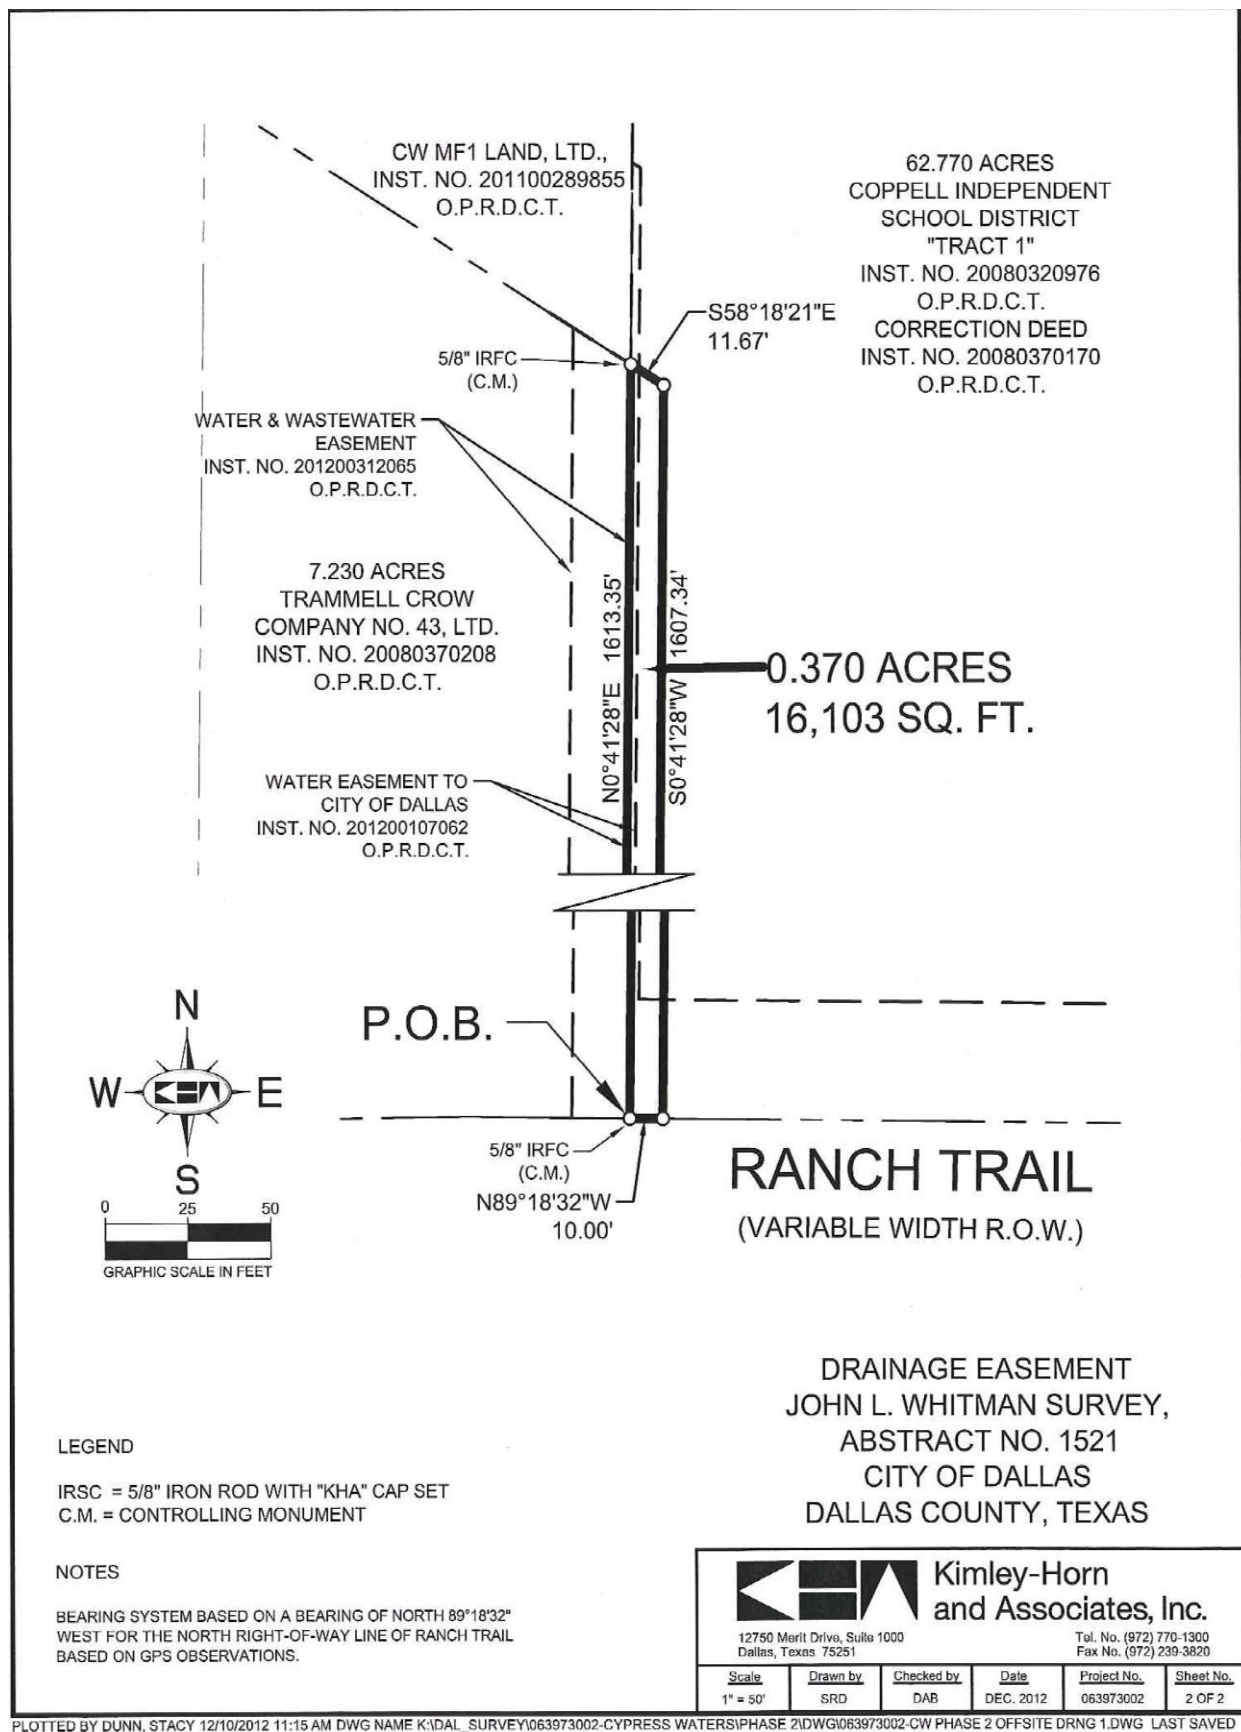 CW MF1 LAND, LTD.,
INST. NO. 201100289855
O.P.R.D.C.T.
62.770 ACRES
COPPELL INDEPENDENT
SCHOOL DISTRICT
"TRACT 1"
INST. NO. 20080320976
O.P.R.D.C.T.
CORRECTION DEED
INST. NO. 20080370170
O.P.R.D.C.T.
S58°18'21"E
11.67'
5/8" IRFC
(C.M.)
WATER & WASTEWATER
EASEMENT
INST. NO. 201200312065
O.P.R.D.C.T.
7.230 ACRES
TRAMMELL CROW
COMPANY NO. 43, LTD.
INST. NO. 20080370208
O.P.R.D.C.T.
N0°41'28"E 1613.35'
S0°41'28"W 1607.34'
0.370 ACRES
16,103 SQ. FT.
WATER EASEMENT TO
CITY OF DALLAS
INST. NO. 201200107062
O.P.R.D.C.T.
P.O.B.
N
W
E
S
5/8" IRFC
(C.M.)
N89°18'32"W
10.00'
RANCH TRAIL
(VARIABLE WIDTH R.O.W.)
0 25 50
GRAPHIC SCALE IN FEET
DRAINAGE EASEMENT
JOHN L. WHITMAN SURVEY,
ABSTRACT NO. 1521
CITY OF DALLAS
DALLAS COUNTY, TEXAS
LEGEND
IRSC = 5/8" IRON ROD WITH "KHA" CAP SET
C.M. = CONTROLLING MONUMENT
NOTES
BEARING SYSTEM BASED ON A BEARING OF NORTH 89°18'32"
WEST FOR THE NORTH RIGHT-OF-WAY LINE OF RANCH TRAIL
BASED ON GPS OBSERVATIONS.
Kimley-Horn
and Associates, Inc.
12750 Merit Drive, Suite 1000
Dallas, Texas 75251
Tel. No. (972) 770-1300
Fax No. (972) 239-3820
Scale Drawn by Checked by Date Project No. Sheet No.
1" = 50' SRD DAB DEC. 2012 063973002 2 OF 2
PLOTTED BY DUNN, STACY 12/10/2012 11:15 AM DWG NAME K:\DAL_SURVEY\063973002-CYPRESS WATERS\PHASE 2\DWG\063973002-CW PHASE 2 OFFSITE DRNG 1.DWG LAST SAVED